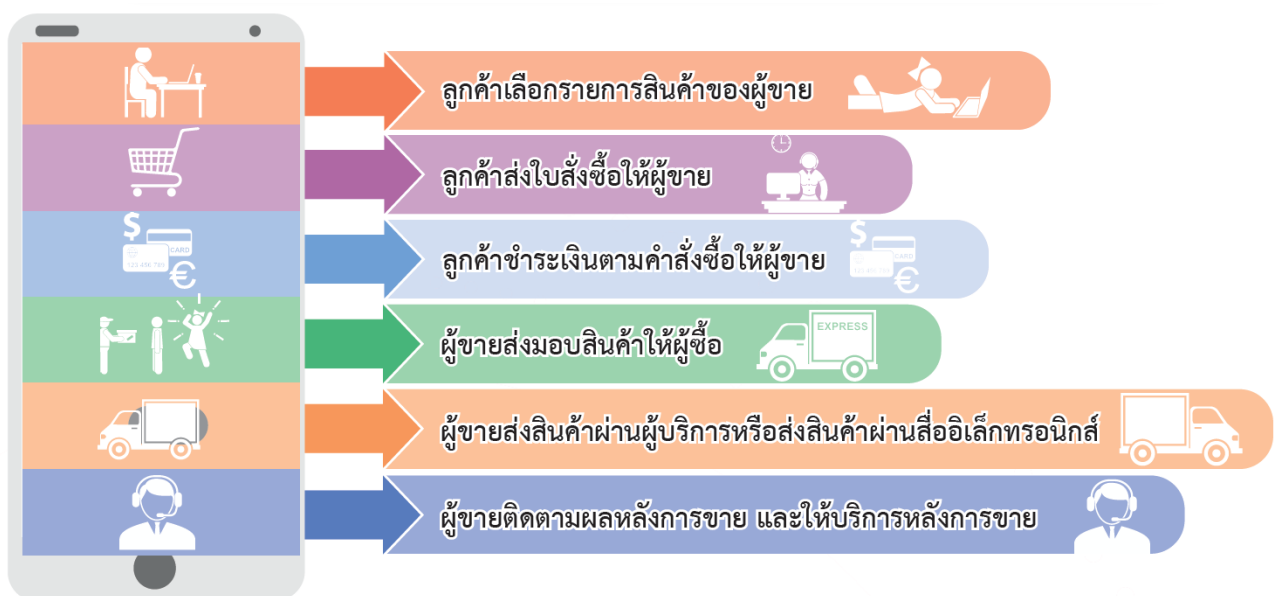 ลูกค้าเลือกรายการสินค้าของผู้ขาย
ลูกค้าส่งใบสั่งซื้อให้ผู้ขาย
$
CARD
123 456 789
€
ลูกค้าชำระเงินตามคำสั่งซื้อให้ผู้ขาย
$
€
ผู้ขายส่งมอบสินค้าให้ผู้ซื้อ
EXPRESS
ผู้ขายส่งสินค้าผ่านผู้บริการหรือส่งสินค้าผ่านสื่ออิเล็กทรอนิกส์
ผู้ขายติดตามผลหลังการขาย และให้บริการหลังการขาย